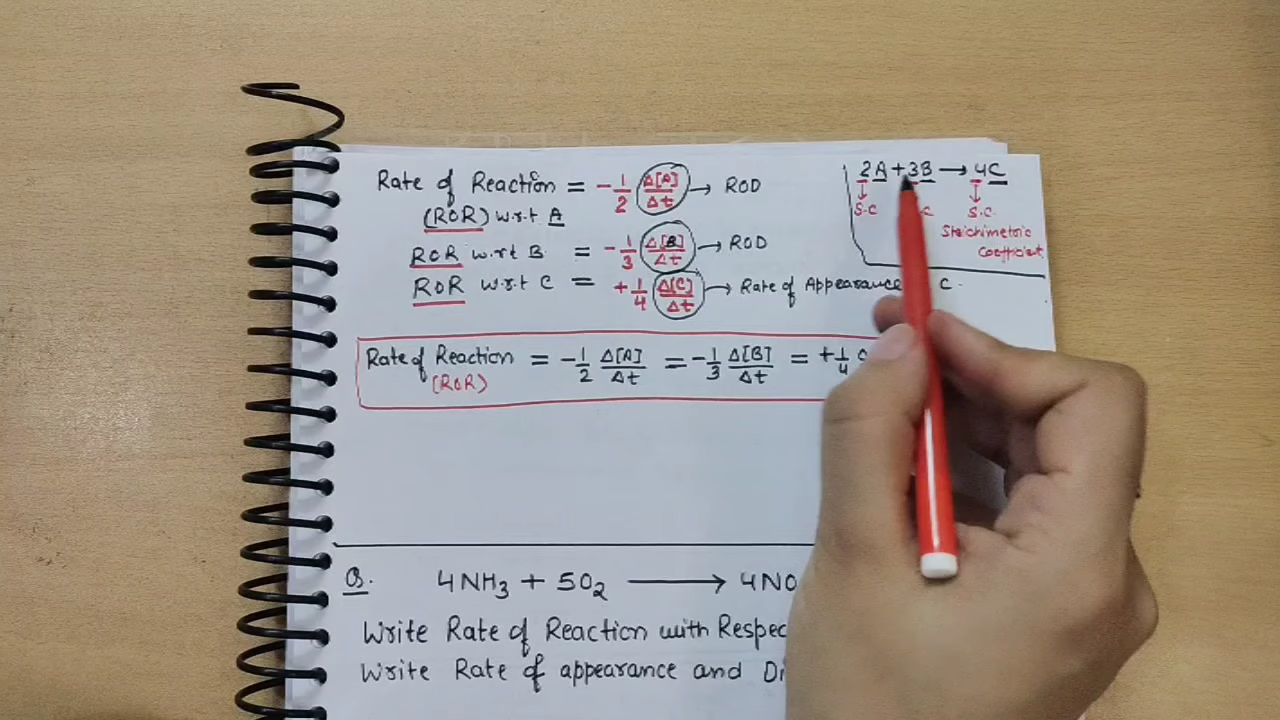 Rate of Reaction = -1/2 Δ[A]/Δt → ROD
(ROR) w.r.t. A
ROR w.r.t B = -1/3 Δ[B]/Δt → ROD
ROR w.r.t C = +1/4 Δ[C]/Δt → Rate of Appearance C.
2A + 3B → 4C
S.C C S.C.
Stoichimetric
Coefficient
Rate of Reaction = -1/2 Δ[A]/Δt = -1/3 Δ[B]/Δt = +1/4
(ROR)
Q. 4NH3 + 5O2 → 4NO
Write Rate of Reaction with
Write Rate of appearance and